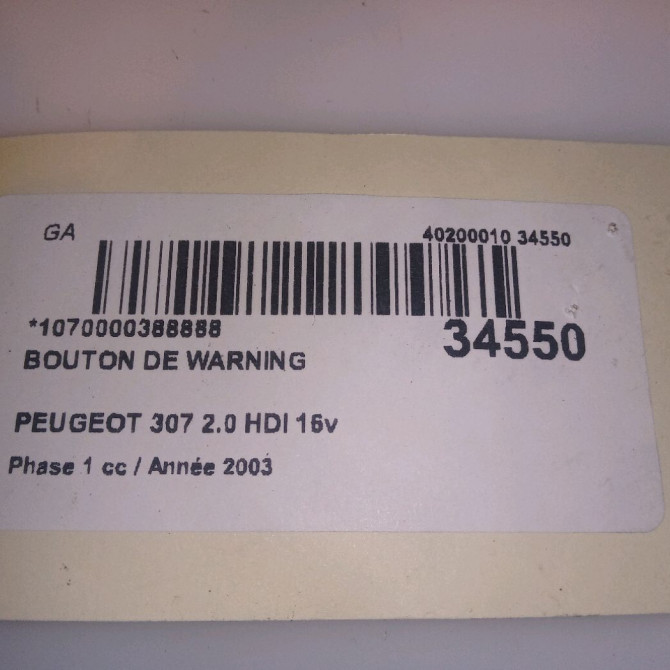 GA
40200010 34550
*1070000388888
34550
BOUTON DE WARNING
PEUGEOT 307 2.0 HDI 16v
Phase 1 cc / Année 2003